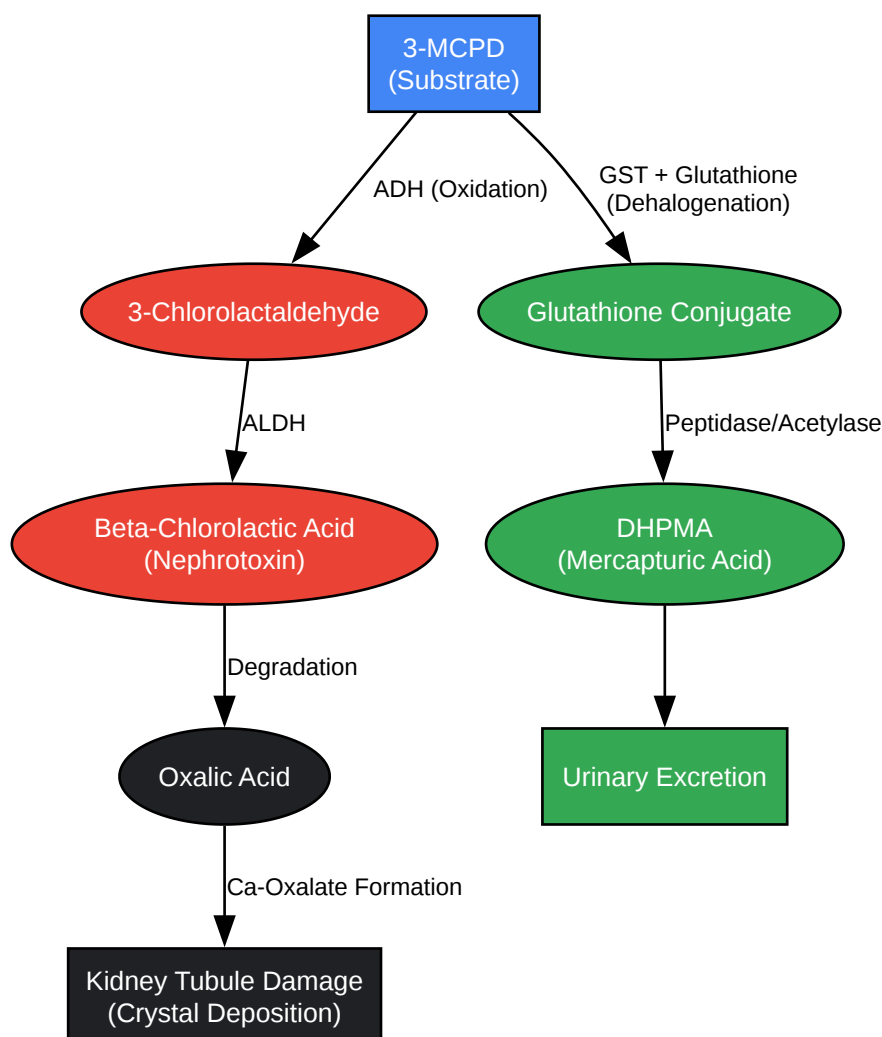 3-MCPD
(Substrate)
ADH (Oxidation)
GST + Glutathione
(Dehalogenation)
3-Chlorolactaldehyde
Glutathione Conjugate
ALDH
Peptidase/Acetylase
Beta-Chlorolactic Acid
(Nephrotoxin)
DHPMA
(Mercapturic Acid)
Degradation
Oxalic Acid
Urinary Excretion
Ca-Oxalate Formation
Kidney Tubule Damage
(Crystal Deposition)